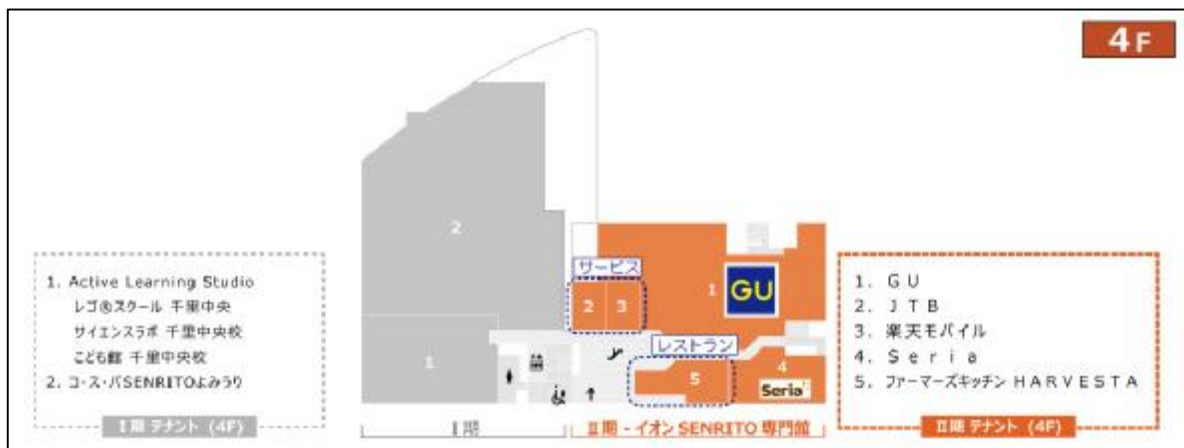 4F
2
サービス
2
3
1
GU
レストラン
1
5
4
Seria
1. Active Learning Studio
レゴ®スクール 千里中央
サイエンスラボ 千里中央校
こども館 千里中央校
2. コ・ス・パSENRITOよみうり
Ⅰ期 テナント (4F)
1. GU
2. JTB
3. 楽天モバイル
4. Seria
5. ファーマーズキッチン HARVESTA
Ⅱ期 テナント (4F)
Ⅰ期
Ⅱ期 - イオン SENRITO 専門館